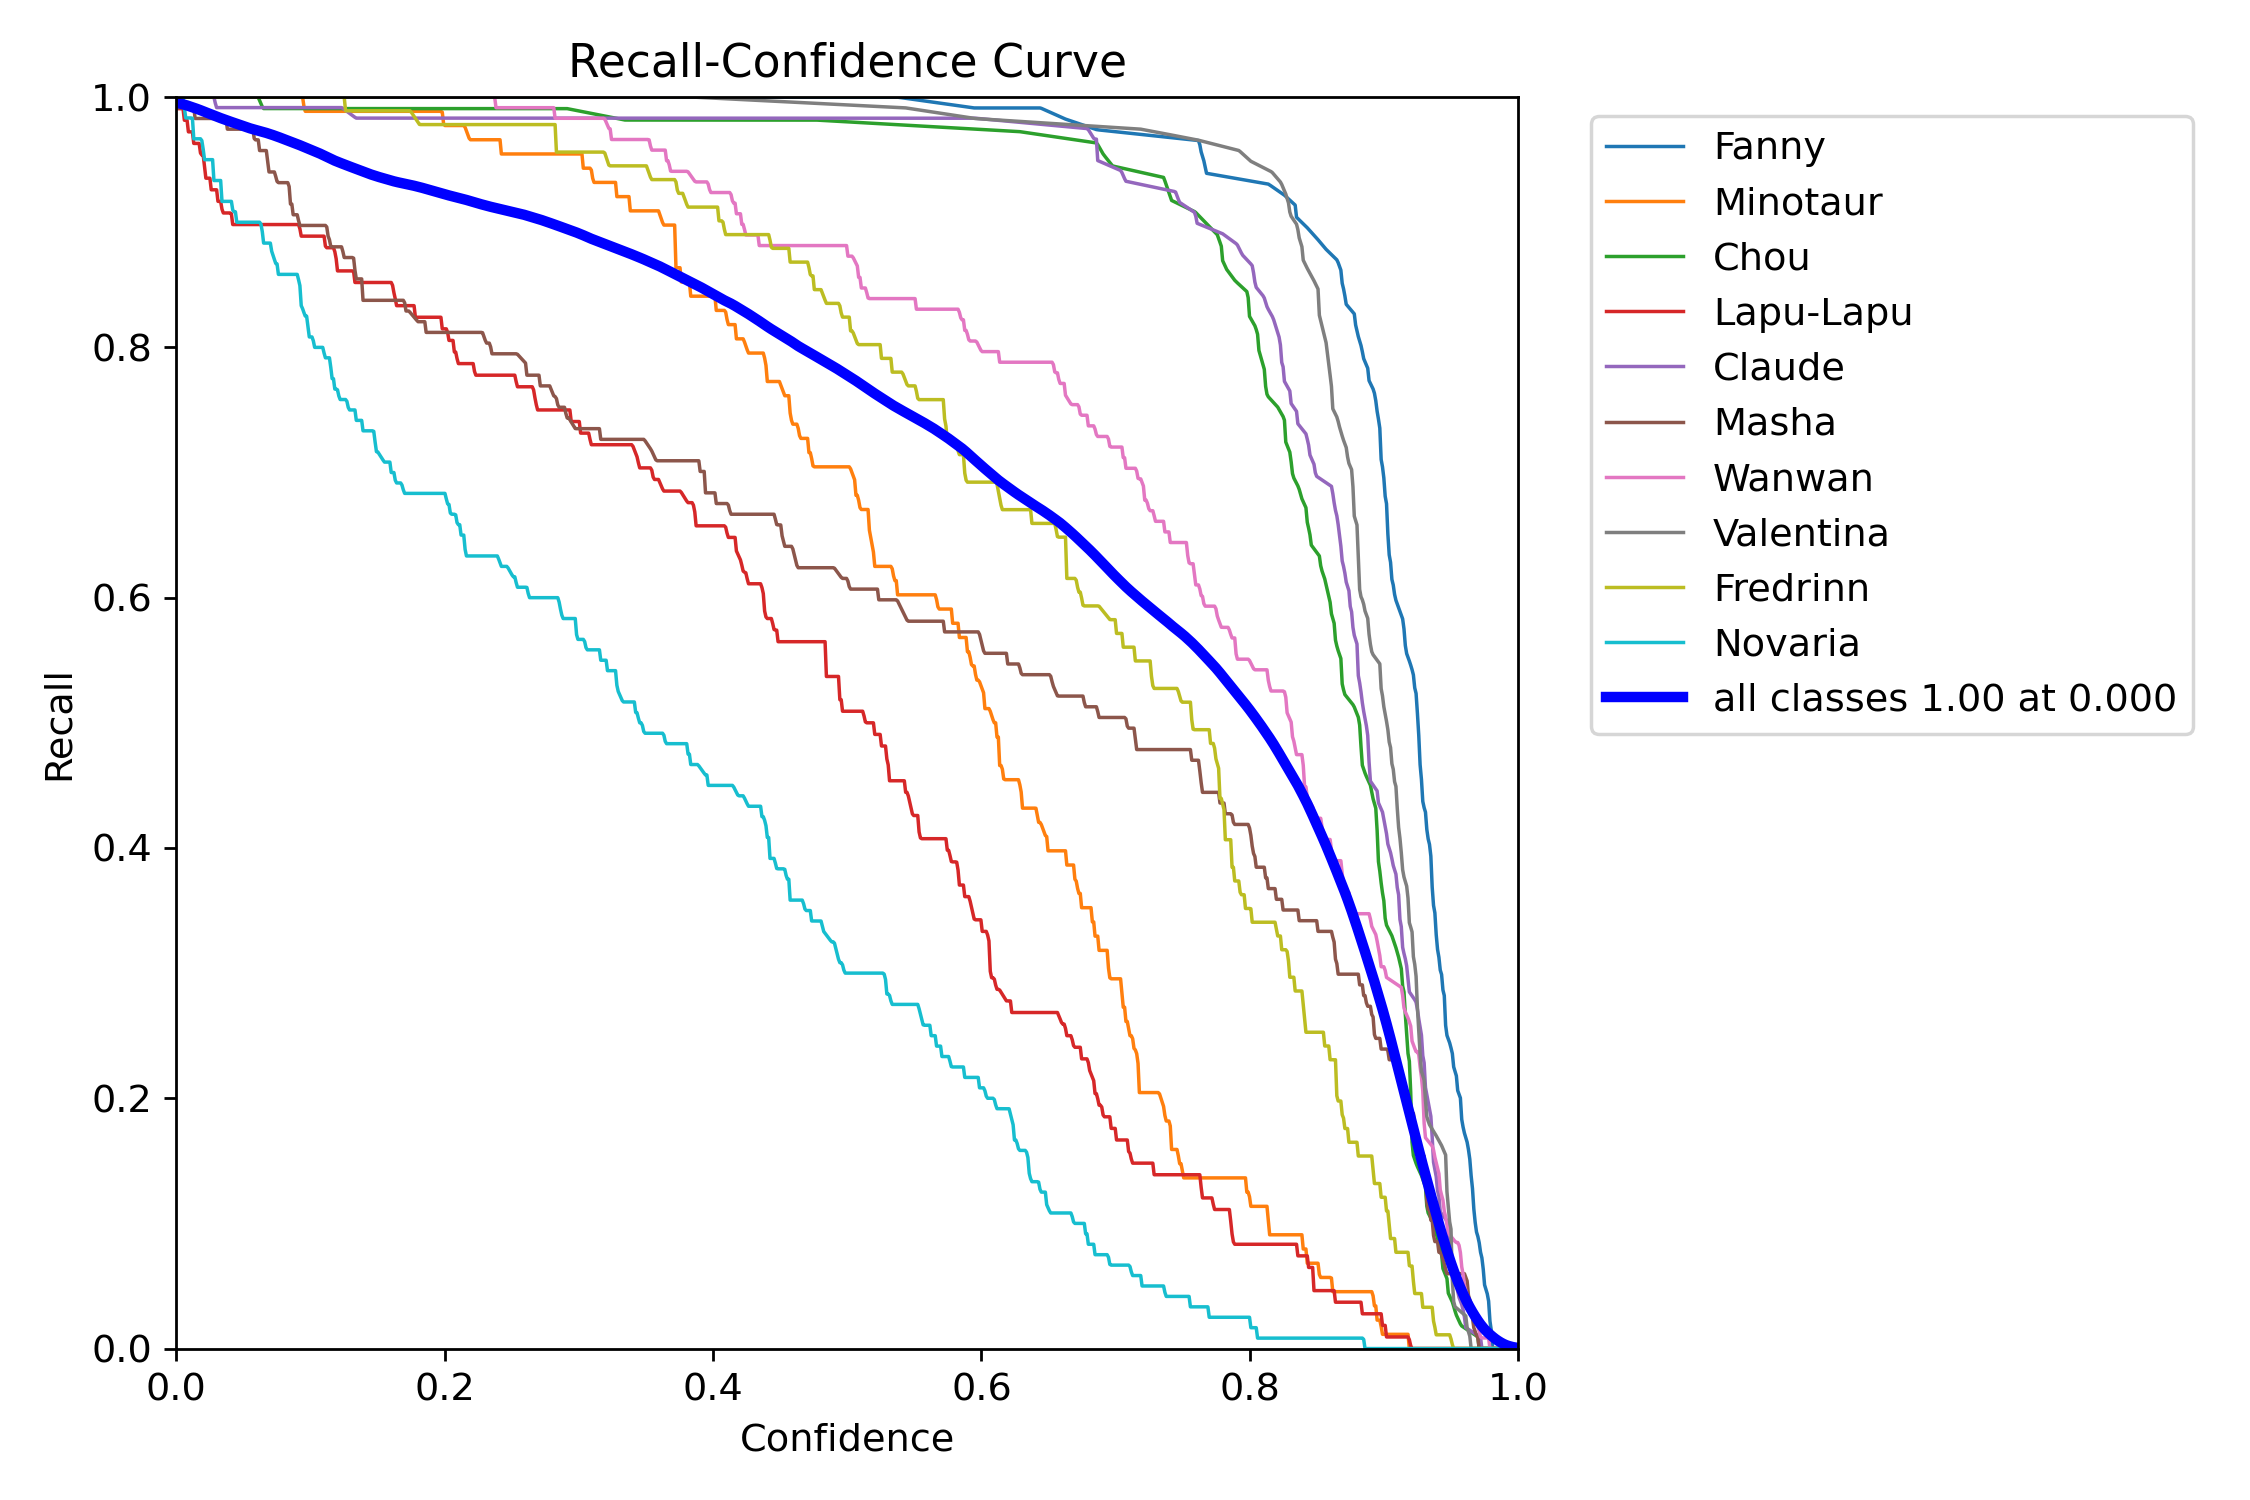 Recall-Confidence Curve
1.0
0.8
0.6
0.4
0.2
0.0
Recall
0.0 0.2 0.4 0.6 0.8 1.0
Confidence
Fanny
Minotaur
Chou
Lapu-Lapu
Claude
Masha
Wanwan
Valentina
Fredrinn
Novaria
all classes 1.00 at 0.000